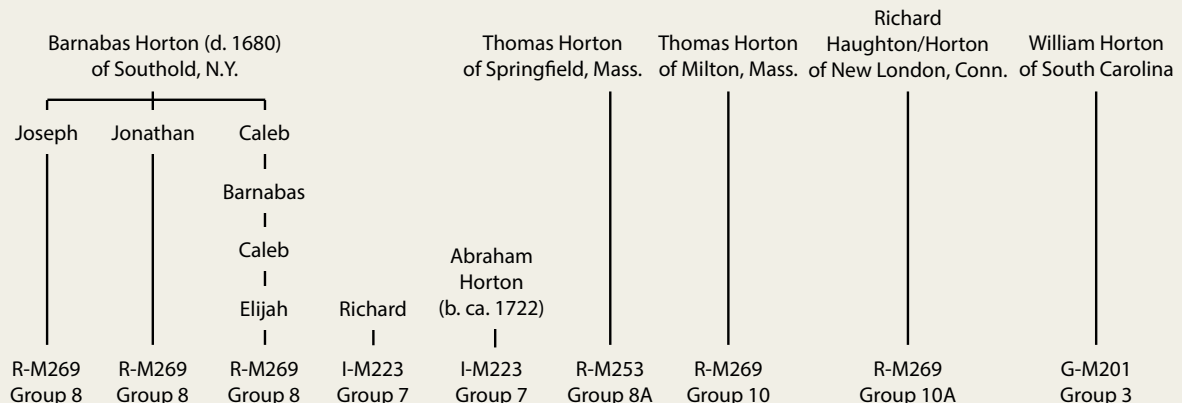 Barnabas Horton (d. 1680)
of Southold, N.Y.
Thomas Horton
of Springfield, Mass.
Thomas Horton
of Milton, Mass.
Richard
Haughton/Horton
of New London, Conn.
William Horton
of South Carolina
Joseph
Jonathan
Caleb
Barnabas
Caleb
Elijah
Richard
Abraham
Horton
(b. ca. 1722)
R-M269
Group 8
R-M269
Group 8
R-M269
Group 8
I-M223
Group 7
I-M223
Group 7
R-M253
Group 8A
R-M269
Group 10
R-M269
Group 10A
G-M201
Group 3